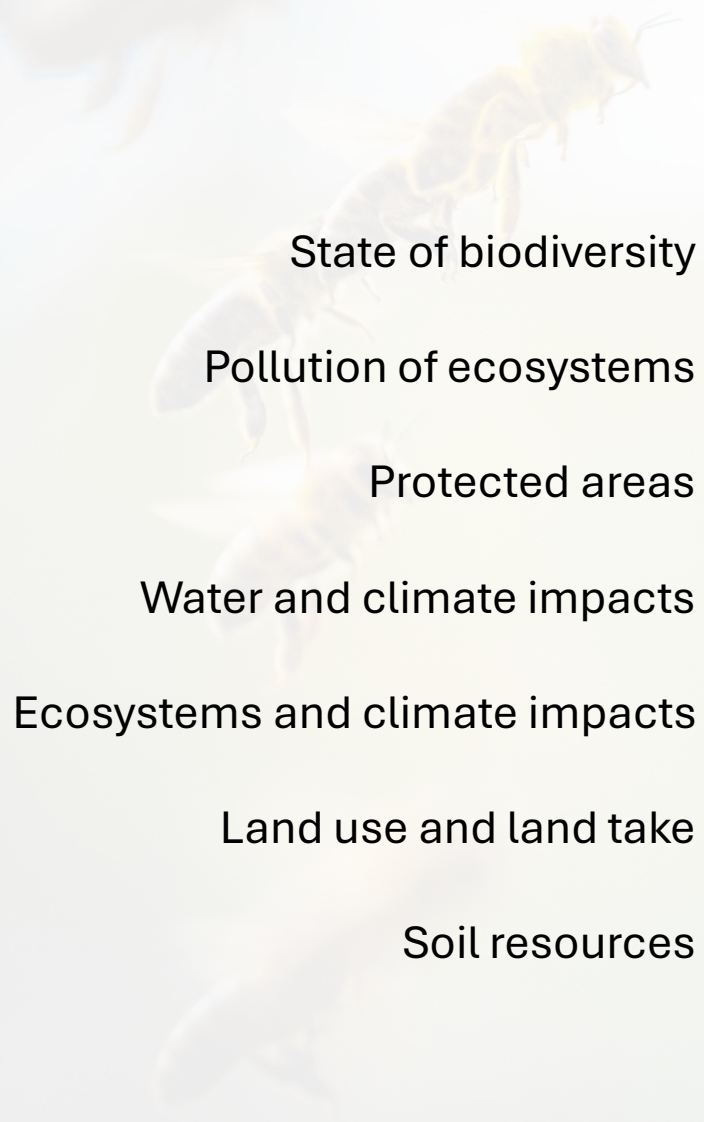 State of biodiversity
Pollution of ecosystems
Protected areas
Water and climate impacts
Ecosystems and climate impacts
Land use and land take
Soil resources